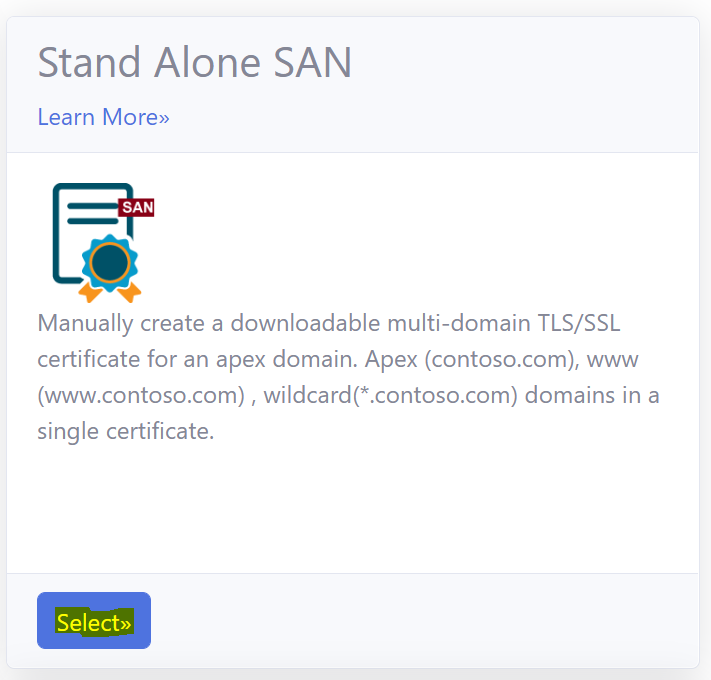 Stand Alone SAN
Learn More»
SAN
Manually create a downloadable multi-domain TLS/SSL
certificate for an apex domain. Apex (contoso.com), www
(www.contoso.com) , wildcard(*.contoso.com) domains in a
single certificate.
Select»